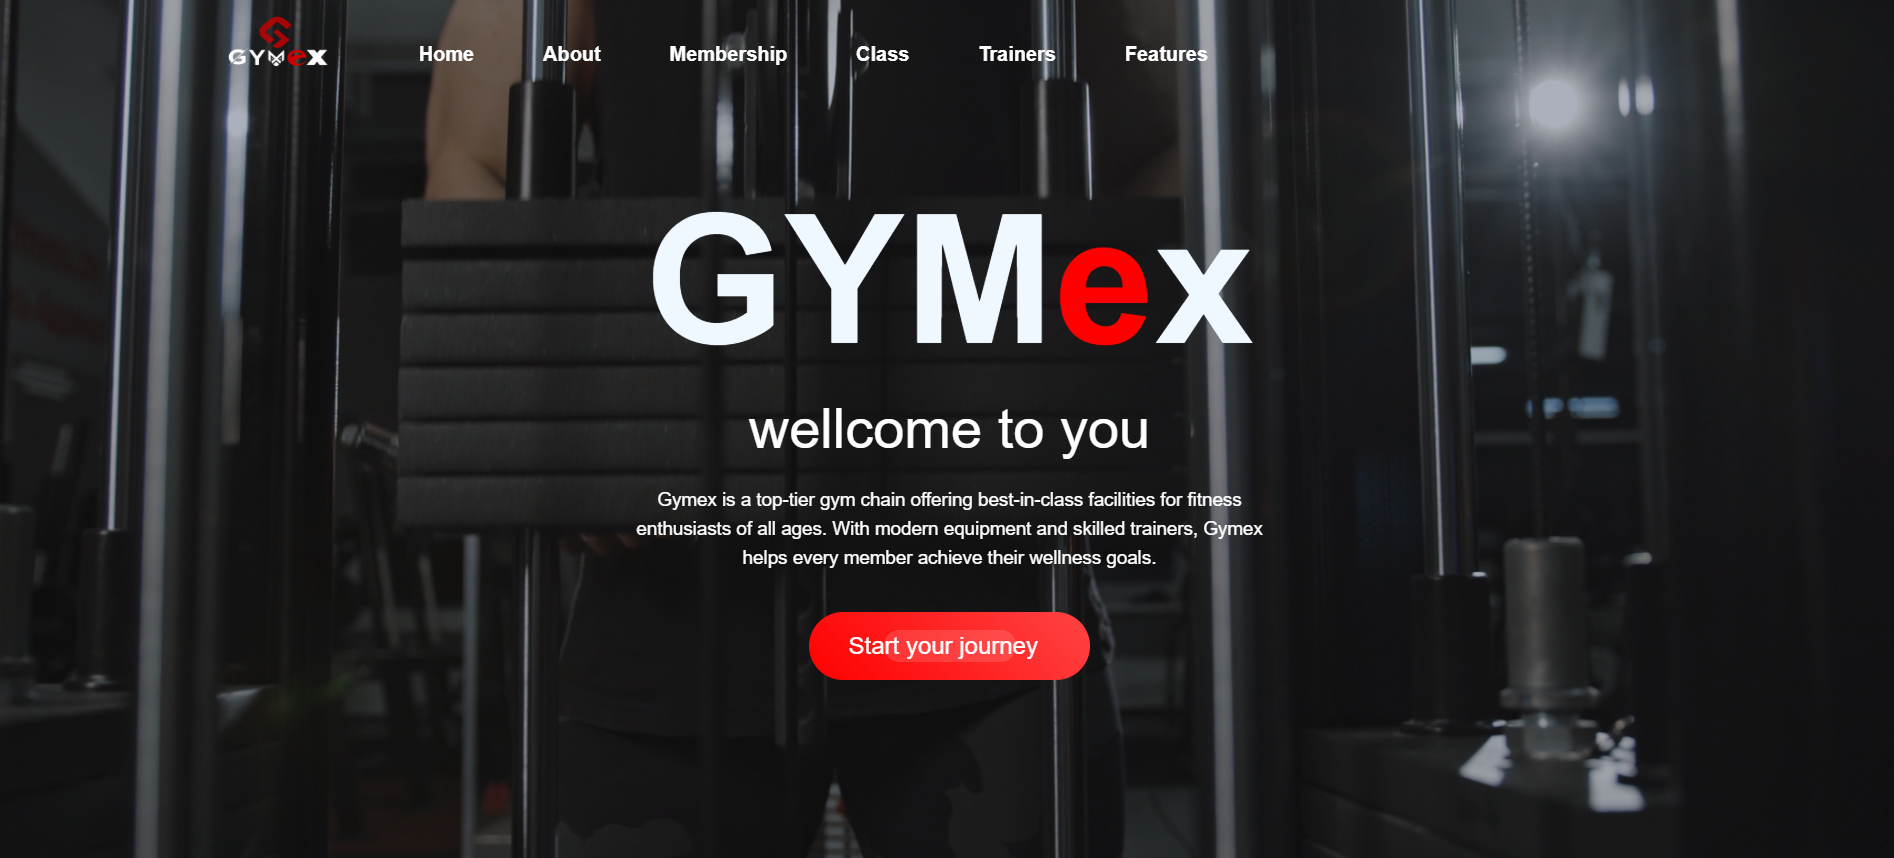 GYMex
Home About Membership Class Trainers Features
GYMex
wellcome to you
Gymex is a top-tier gym chain offering best-in-class facilities for fitness
enthusiasts of all ages. With modern equipment and skilled trainers, Gymex
helps every member achieve their wellness goals.
Start your journey